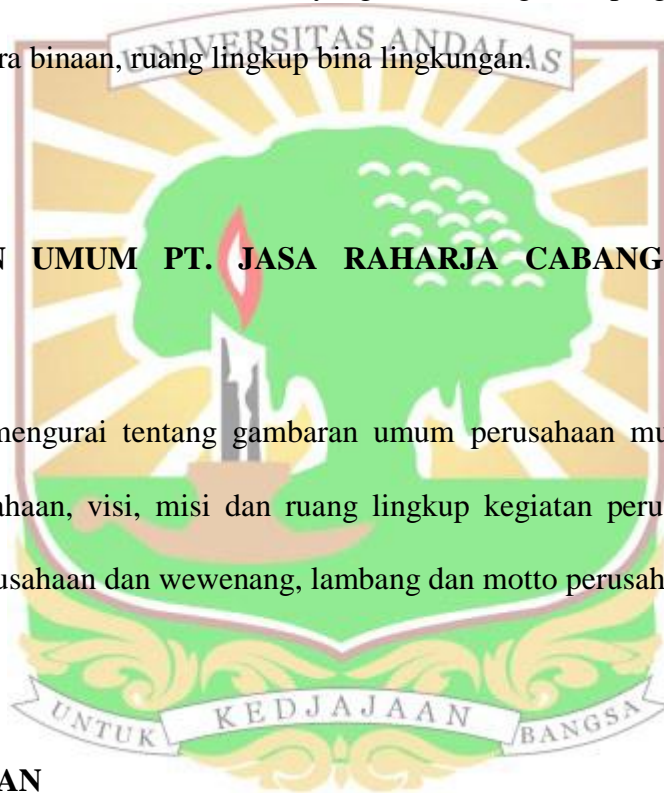 UNIVERSITAS ANDALAS
ra binaan, ruang lingkup bina lingkungan.
UMUM PT. JASA RAHARJA CABANG
mengurai tentang gambaran umum perusahaan mu
ahaan, visi, misi dan ruang lingkup kegiatan peru
usahaan dan wewenang, lambang dan motto perusah
UNTUK KEDJAJAAN BANGSA
AN